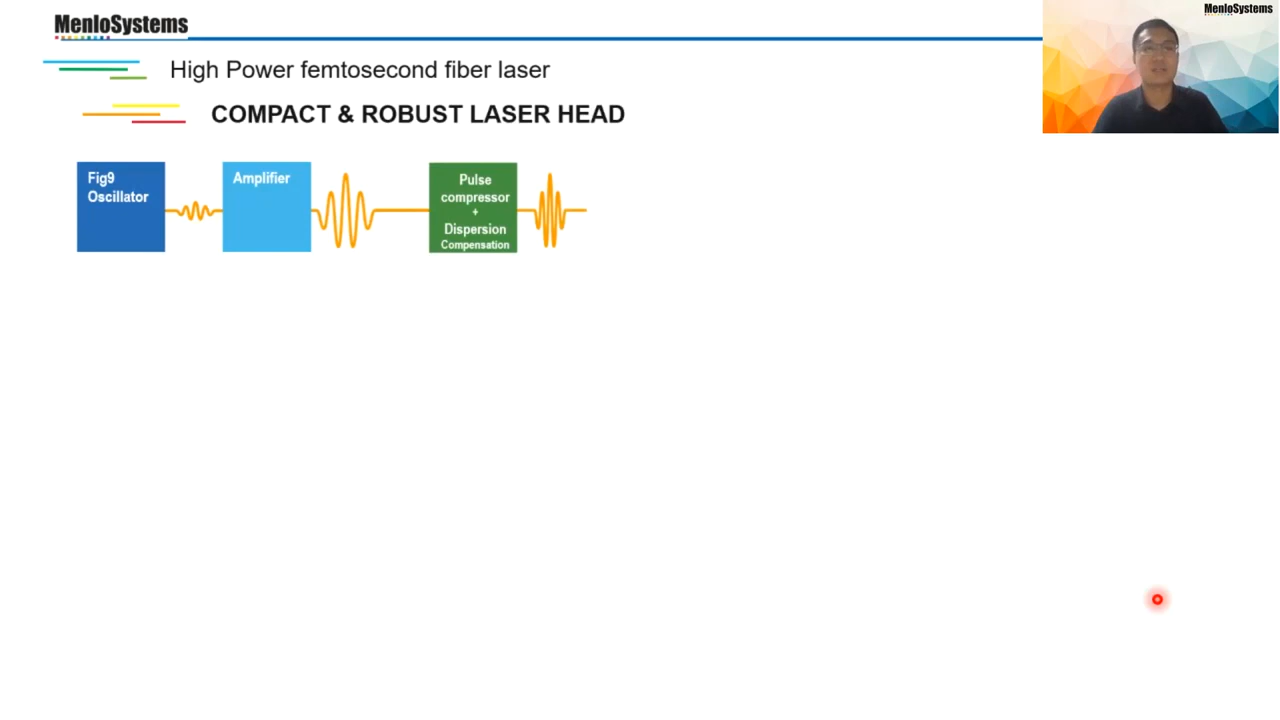 MenloSystems
MenloSystems
High Power femtosecond fiber laser
COMPACT & ROBUST LASER HEAD
Fig9
Oscillator
Amplifier
Pulse
compressor
+
Dispersion
Compensation